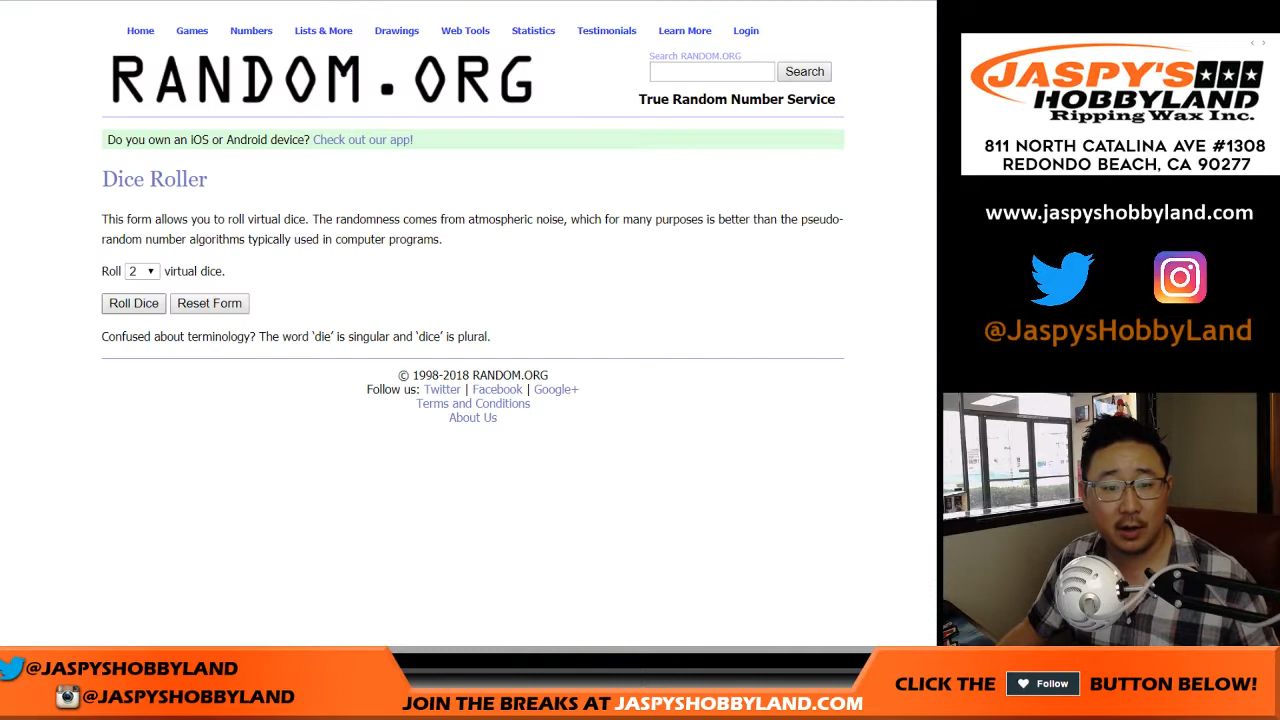 Home Games Numbers Lists & More Drawings Web Tools Statistics Testimonials Learn More Login
RANDOM.ORG
Search RANDOM.ORG
Search
True Random Number Service
Do you own an iOS or Android device? Check out our app!
Dice Roller
This form allows you to roll virtual dice. The randomness comes from atmospheric noise, which for many purposes is better than the pseudo-
random number algorithms typically used in computer programs.
Roll 2 virtual dice.
Roll Dice Reset Form
Confused about terminology? The word ‘die’ is singular and ‘dice’ is plural.
© 1998-2018 RANDOM.ORG
Follow us: Twitter | Facebook | Google+
Terms and Conditions
About Us
JASPY'S
HOBBYLAND
Ripping Wax Inc.
811 NORTH CATALINA AVE #1308
REDONDO BEACH, CA 90277
www.jaspyshobbyland.com
@JaspysHobbyLand
@JASPYSHOBBYLAND
@JASPYSHOBBYLAND
JOIN THE BREAKS AT JASPYSHOBBYLAND.COM
CLICK THE Follow BUTTON BELOW!